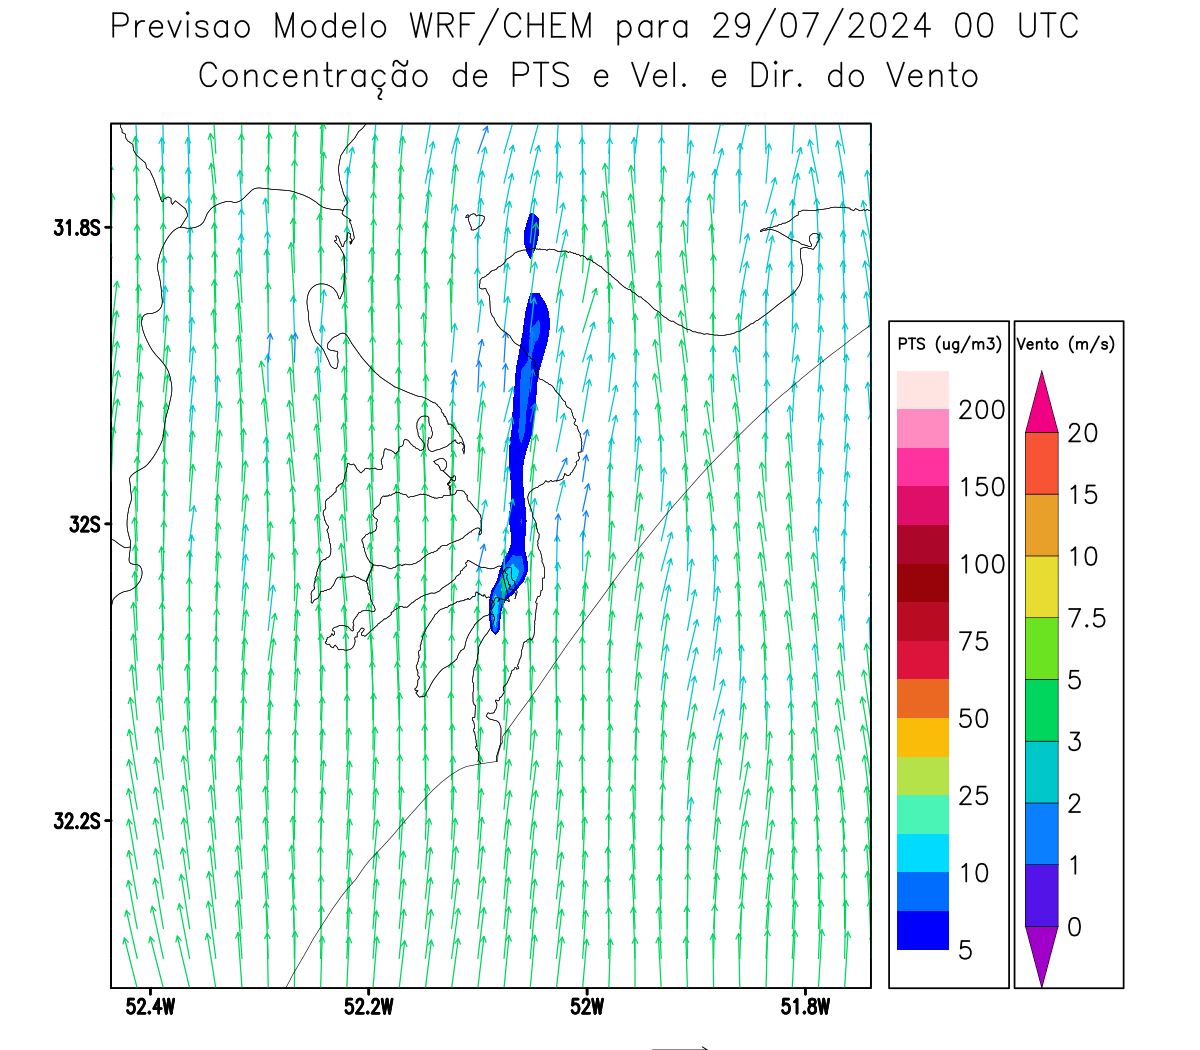 Previsao Modelo WRF/CHEM para 29/07/2024 00 UTC
Concentração de PTS e Vel. e Dir. do Vento
31.8S
32S
32.2S
52.4W
52.2W
52W
51.8W
PTS (ug/m3)
200
150
100
75
50
25
10
5
Vento (m/s)
20
15
10
7.5
5
3
2
1
0